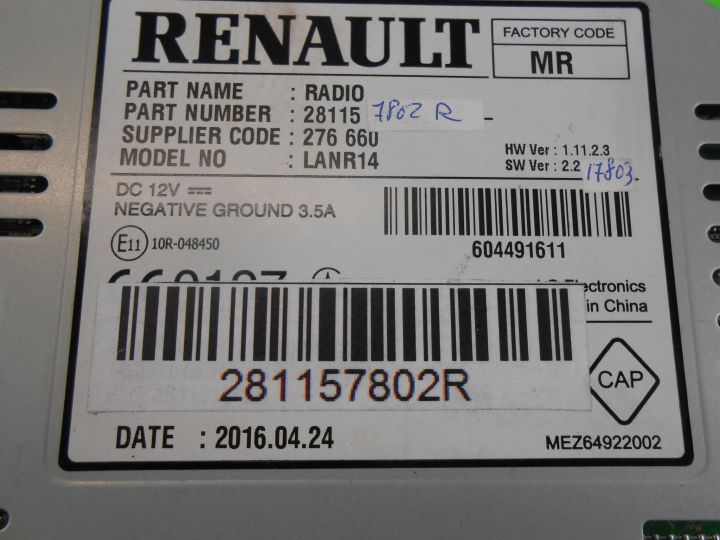 RENAULT
FACTORY CODE
MR
PART NAME : RADIO
PART NUMBER : 28115 7802 R -
SUPPLIER CODE : 276 660
MODEL NO : LANR14
HW Ver : 1.11.2.3
SW Ver : 2.2 17803.
DC 12V
NEGATIVE GROUND 3.5A
E11 10R-048450
604491611
Electronics
in China
281157802R
CAP
DATE : 2016.04.24
MEZ64922002